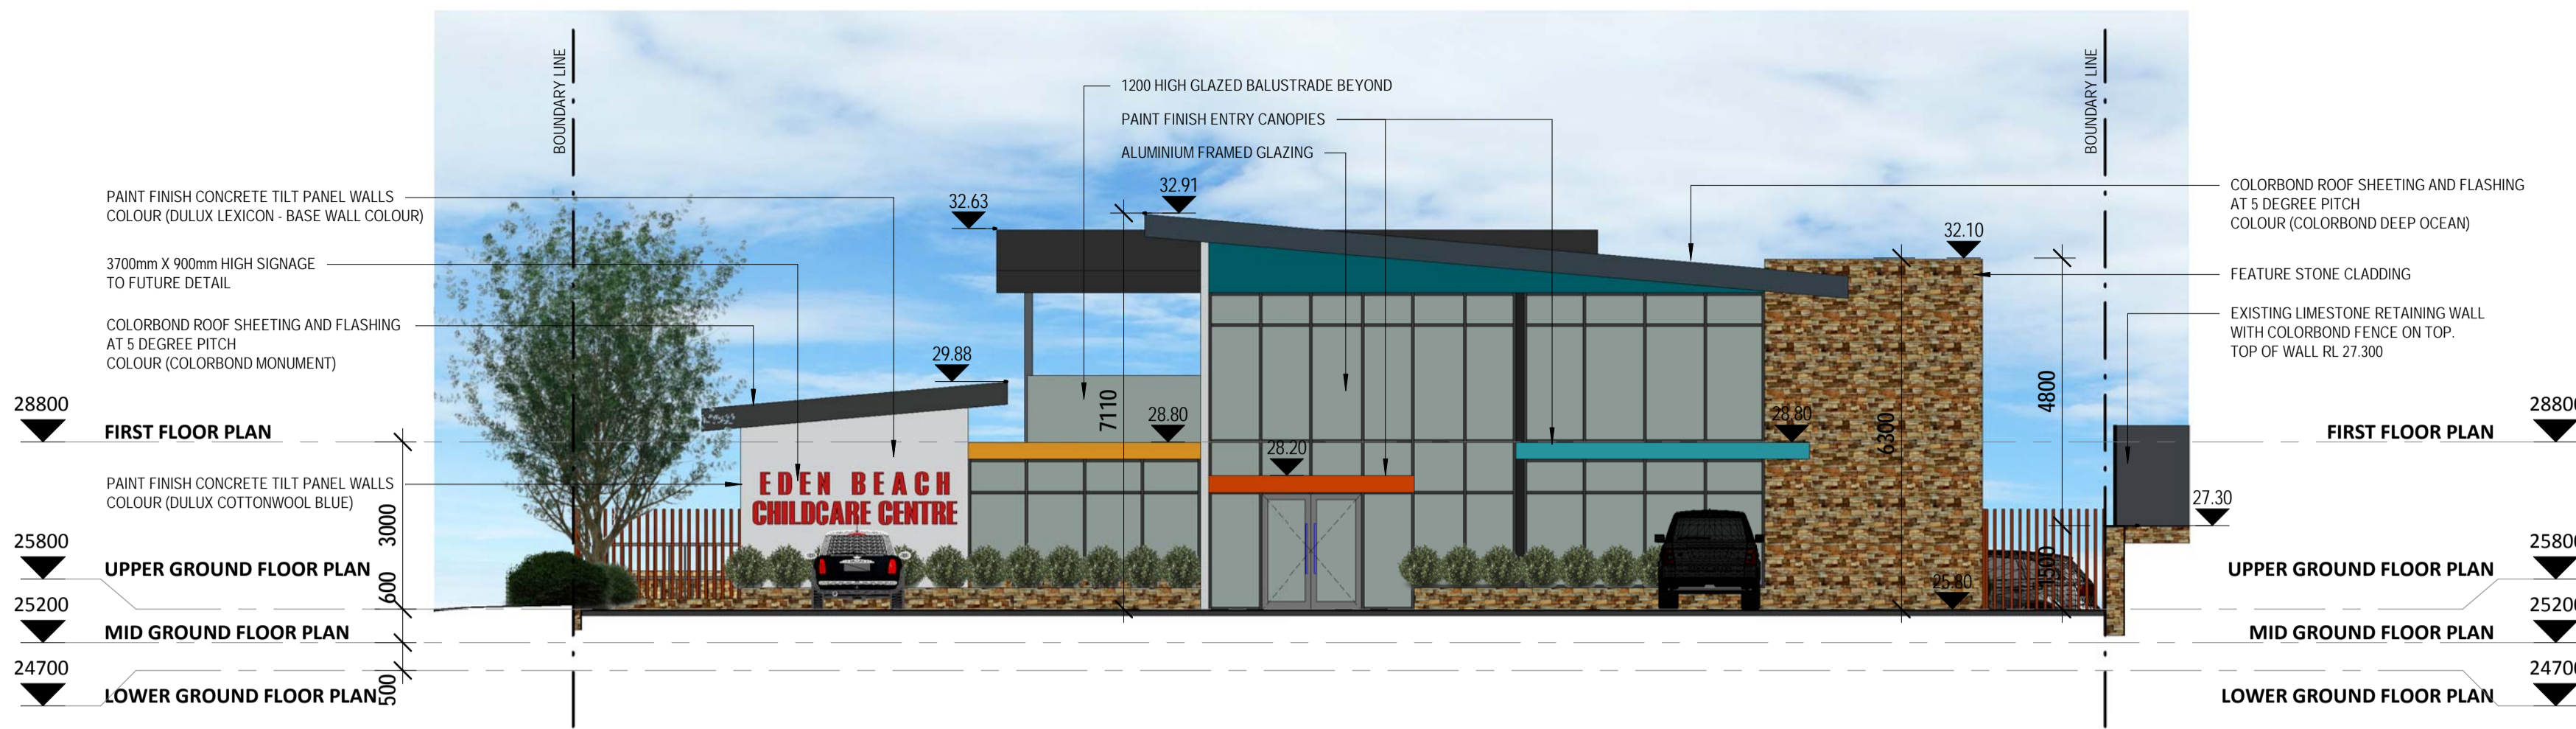 BOUNDARY LINE
BOUNDARY LINE
1200 HIGH GLAZED BALUSTRADE BEYOND
PAINT FINISH ENTRY CANOPIES
ALUMINIUM FRAMED GLAZING
PAINT FINISH CONCRETE TILT PANEL WALLS
COLOUR (DULUX LEXICON - BASE WALL COLOUR)
3700mm X 900mm HIGH SIGNAGE
TO FUTURE DETAIL
COLORBOND ROOF SHEETING AND FLASHING
AT 5 DEGREE PITCH
COLOUR (COLORBOND MONUMENT)
28800
FIRST FLOOR PLAN
PAINT FINISH CONCRETE TILT PANEL WALLS
COLOUR (DULUX COTTONWOOL BLUE)
3000
25800
UPPER GROUND FLOOR PLAN
600
25200
MID GROUND FLOOR PLAN
24700
LOWER GROUND FLOOR PLAN
500
32.63
32.91
29.88
7110
28.80
28.20
28.80
EDEN BEACH
CHILDCARE CENTRE
32.10
6300
4800
25.80
1500
27.30
COLORBOND ROOF SHEETING AND FLASHING
AT 5 DEGREE PITCH
COLOUR (COLORBOND DEEP OCEAN)
FEATURE STONE CLADDING
EXISTING LIMESTONE RETAINING WALL
WITH COLORBOND FENCE ON TOP.
TOP OF WALL RL 27.300
28800
FIRST FLOOR PLAN
25800
UPPER GROUND FLOOR PLAN
25200
MID GROUND FLOOR PLAN
24700
LOWER GROUND FLOOR PLAN